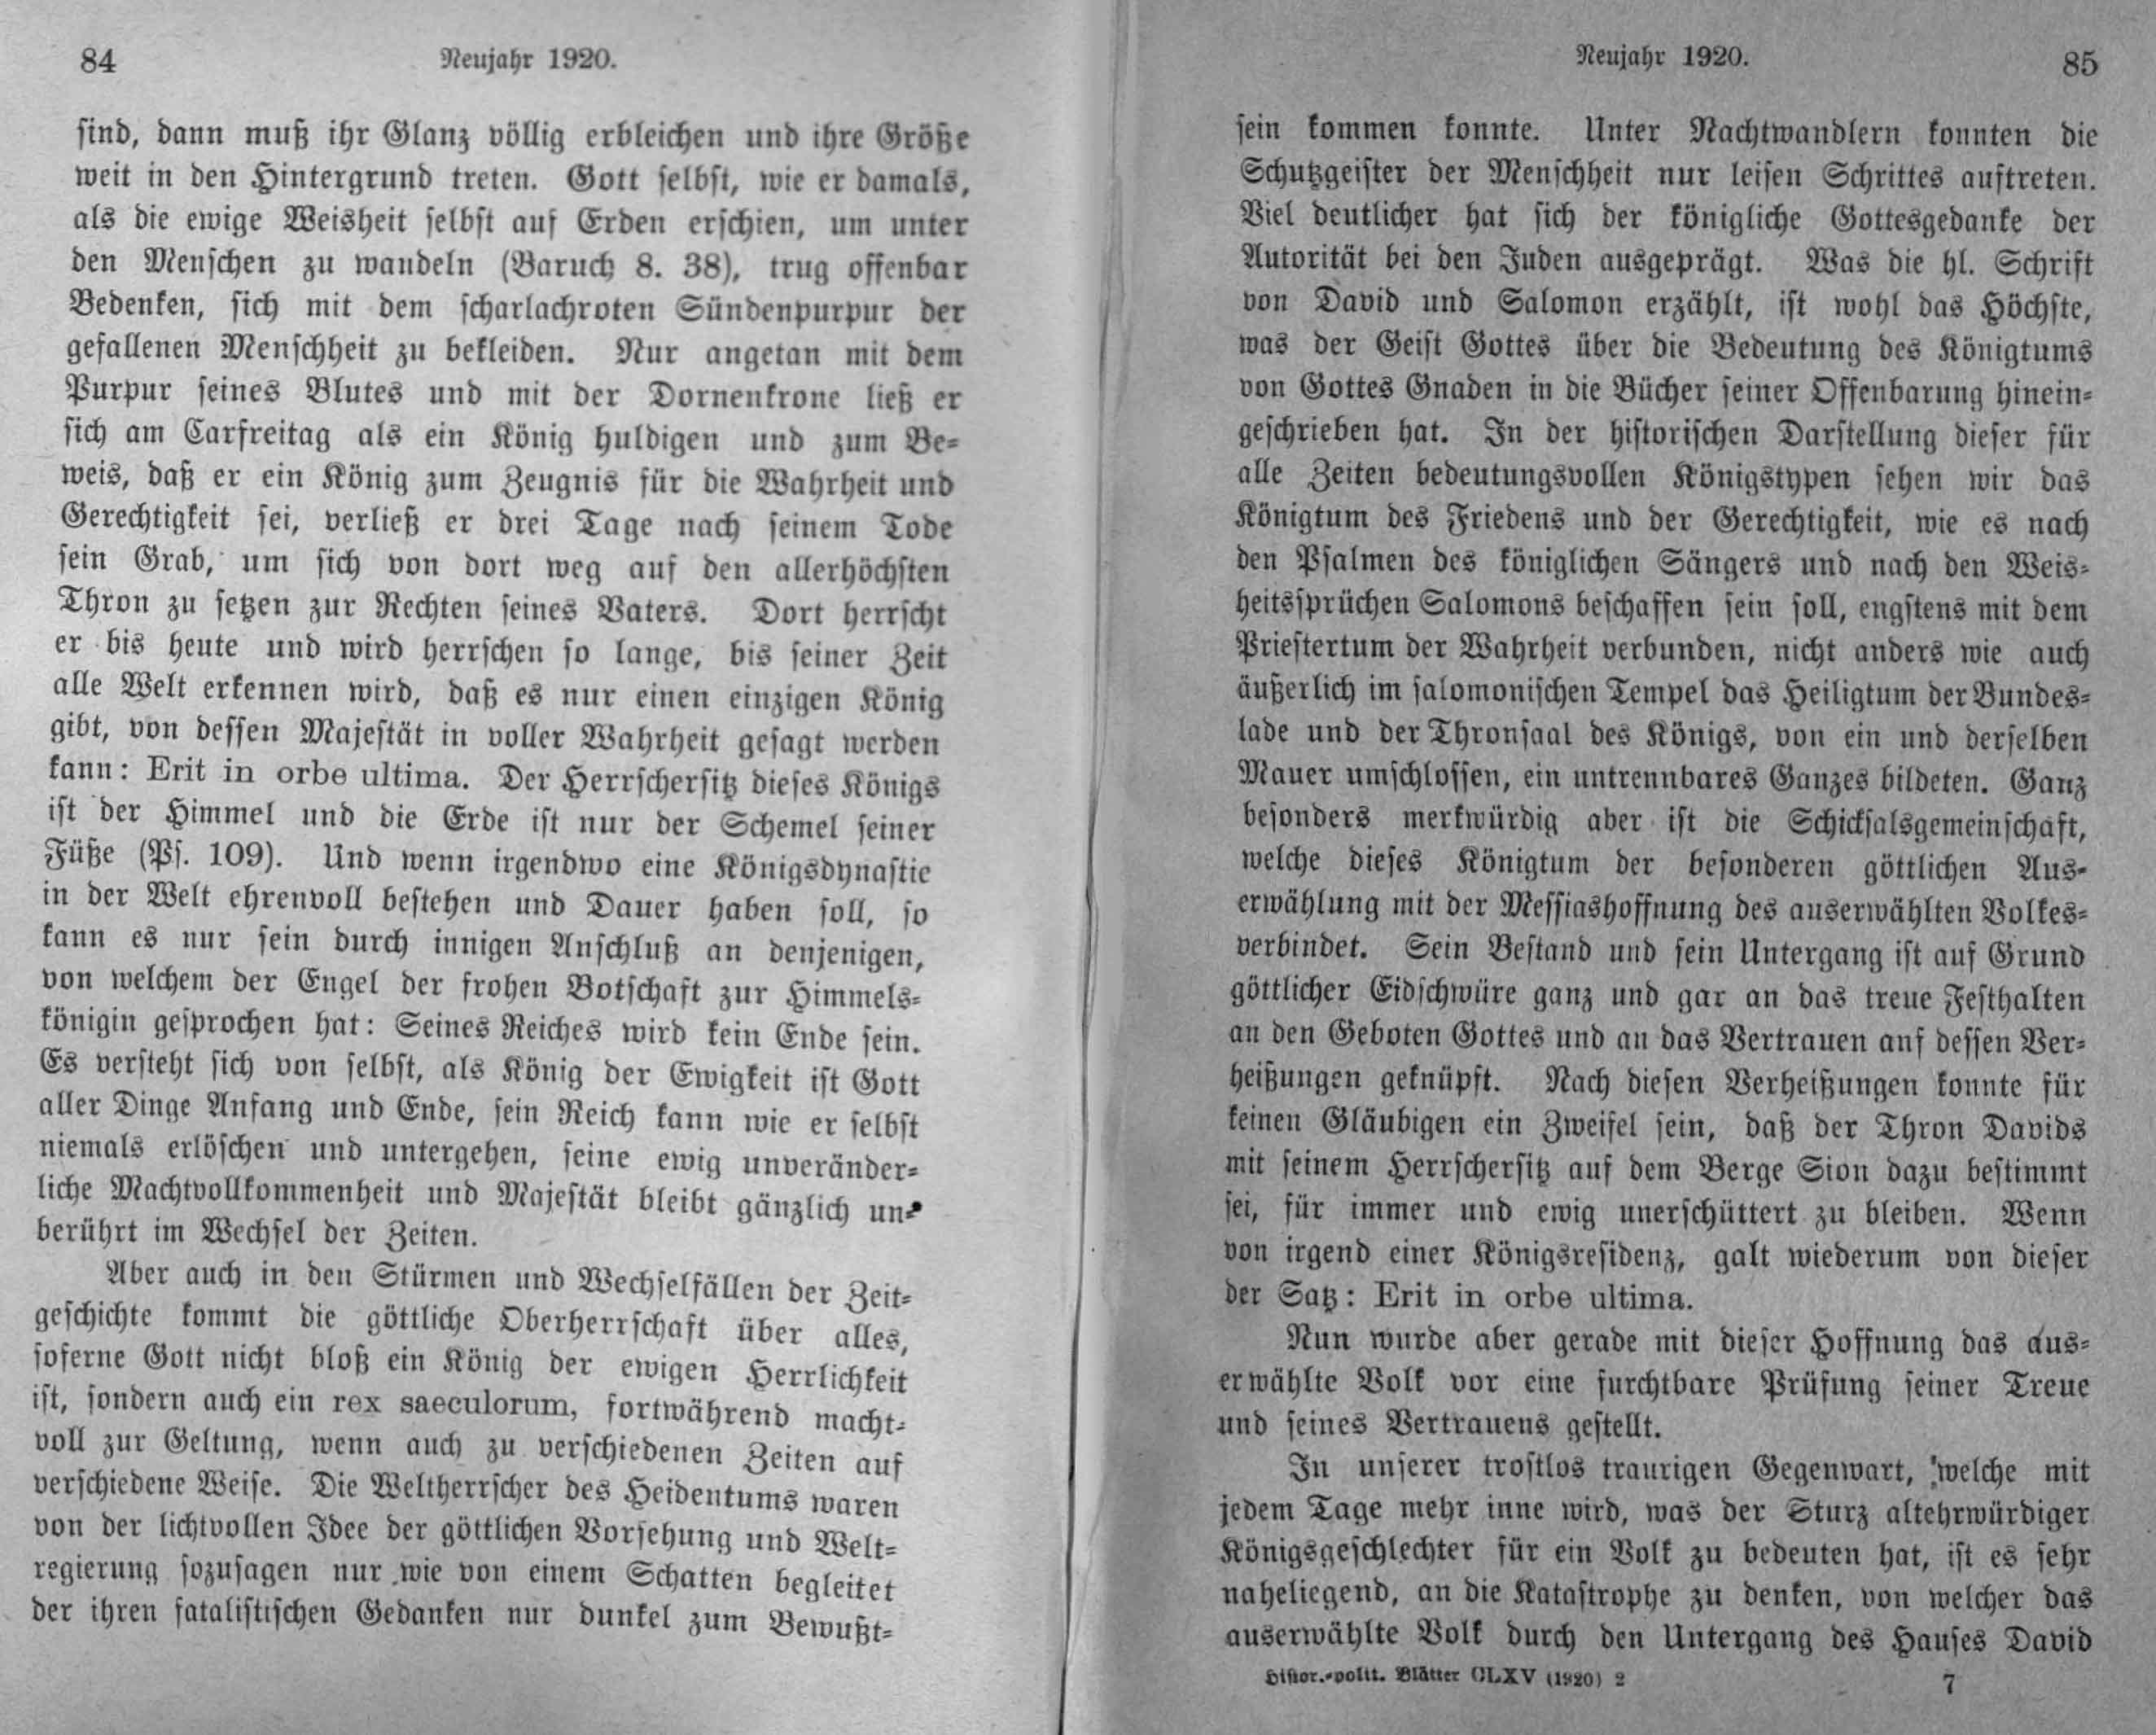 84
Neujahr 1920.
sind, dann muß ihr Glanz völlig erbleichen und ihre Größe
weit in den Hintergrund treten. Gott selbst, wie er damals,
als die ewige Weisheit selbst auf Erden erschien, um unter
den Menschen zu wandeln (Baruch 8. 38), trug offenbar
Bedenken, sich mit dem scharlachroten Sündenpurpur der
gefallenen Menschheit zu bekleiden. Nur angetan mit dem
Purpur seines Blutes und mit der Dornenkrone ließ er
sich am Carfreitag als ein König huldigen und zum Be-
weis, daß er ein König zum Zeugnis für die Wahrheit und
Gerechtigkeit sei, verließ er drei Tage nach seinem Tode
sein Grab, um sich von dort weg auf den allerhöchsten
Thron zu setzen zur Rechten seines Vaters. Dort herrscht
er bis heute und wird herrschen so lange, bis seiner Zeit
alle Welt erkennen wird, daß es nur einen einzigen König
gibt, von dessen Majestät in voller Wahrheit gesagt werden
kann: Erit in orbe ultima. Der Herrschersitz dieses Königs
ist der Himmel und die Erde ist nur der Schemel seiner
Füße (Ps. 109). Und wenn irgendwo eine Königsdynastie
in der Welt ehrenvoll bestehen und Dauer haben soll, so
kann es nur sein durch innigen Anschluß an denjenigen,
von welchem der Engel der frohen Botschaft zur Himmels-
königin gesprochen hat: Seines Reiches wird kein Ende sein.
Es versteht sich von selbst, als König der Ewigkeit ist Gott
aller Dinge Anfang und Ende, sein Reich kann wie er selbst
niemals erlöschen und untergehen, seine ewig unveränder-
liche Machtvollkommenheit und Majestät bleibt gänzlich un-
berührt im Wechsel der Zeiten.
Aber auch in den Stürmen und Wechselfällen der Zeit-
geschichte kommt die göttliche Oberherrschaft über alles,
soferne Gott nicht bloß ein König der ewigen Herrlichkeit
ist, sondern auch ein rex saeculorum, fortwährend macht-
voll zur Geltung, wenn auch zu verschiedenen Zeiten auf
verschiedene Weise. Die Weltherrscher des Heidentums waren
von der lichtvollen Idee der göttlichen Vorsehung und Welt-
regierung sozusagen nur wie von einem Schatten begleitet
der ihren fatalistischen Gedanken nur dunkel zum Bewußt-
Neujahr 1920.
85
sein kommen konnte. Unter Nachtwandlern konnten die
Schutzgeister der Menschheit nur leisen Schrittes auftreten.
Viel deutlicher hat sich der königliche Gottesgedanke der
Autorität bei den Juden ausgeprägt. Was die hl. Schrift
von David und Salomon erzählt, ist wohl das Höchste,
was der Geist Gottes über die Bedeutung des Königtums
von Gottes Gnaden in die Bücher seiner Offenbarung hinein-
geschrieben hat. In der historischen Darstellung dieser für
alle Zeiten bedeutungsvollen Königstypen sehen wir das
Königtum des Friedens und der Gerechtigkeit, wie es nach
den Psalmen des königlichen Sängers und nach den Weis-
heitssprüchen Salomons beschaffen sein soll, engstens mit dem
Priestertum der Wahrheit verbunden, nicht anders wie auch
äußerlich im salomonischen Tempel das Heiligtum der Bundes-
lade und der Thronsaal des Königs, von ein und derselben
Mauer umschlossen, ein untrennbares Ganzes bildeten. Ganz
besonders merkwürdig aber ist die Schicksalsgemeinschaft,
welche dieses Königtum der besonderen göttlichen Aus-
erwählung mit der Messiashoffnung des auserwählten Volkes-
verbindet. Sein Bestand und sein Untergang ist auf Grund
göttlicher Eidschwüre ganz und gar an das treue Festhalten
an den Geboten Gottes und an das Vertrauen auf dessen Ver-
heißungen geknüpft. Nach diesen Verheißungen konnte für
keinen Gläubigen ein Zweifel sein, daß der Thron Davids
mit seinem Herrschersitz auf dem Berge Sion dazu bestimmt
sei, für immer und ewig unerschüttert zu bleiben. Wenn
von irgend einer Königsresidenz, galt wiederum von dieser
der Satz: Erit in orbe ultima.
Nun wurde aber gerade mit dieser Hoffnung das aus-
erwählte Volk vor eine furchtbare Prüfung seiner Treue
und seines Vertrauens gestellt.
In unserer trostlos traurigen Gegenwart, welche mit
jedem Tage mehr inne wird, was der Sturz altehrwürdiger
Königsgeschlechter für ein Volk zu bedeuten hat, ist es sehr
naheliegend, an die Katastrophe zu denken, von welcher das
auserwählte Volk durch den Untergang des Hauses David
Histor.-polit. Blätter CLXV (1920) 2
7